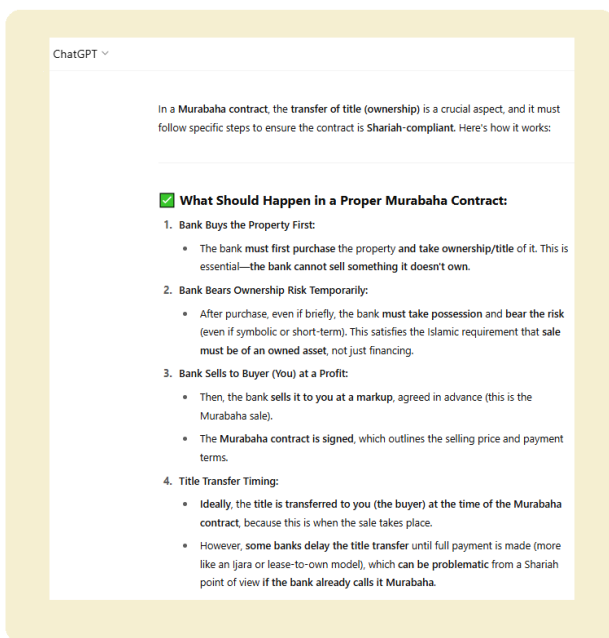 ChatGPT
In a Murabaha contract, the transfer of title (ownership) is a crucial aspect, and it must
follow specific steps to ensure the contract is Shariah-compliant. Here's how it works:
✅ What Should Happen in a Proper Murabaha Contract:
1. Bank Buys the Property First:
• The bank must first purchase the property and take ownership/title of it. This is
essential—the bank cannot sell something it doesn't own.
2. Bank Bears Ownership Risk Temporarily:
• After purchase, even if briefly, the bank must take possession and bear the risk
(even if symbolic or short-term). This satisfies the Islamic requirement that sale
must be of an owned asset, not just financing.
3. Bank Sells to Buyer (You) at a Profit:
• Then, the bank sells it to you at a markup, agreed in advance (this is the
Murabaha sale).
• The Murabaha contract is signed, which outlines the selling price and payment
terms.
4. Title Transfer Timing:
• Ideally, the title is transferred to you (the buyer) at the time of the Murabaha
contract, because this is when the sale takes place.
• However, some banks delay the title transfer until full payment is made (more
like an Ijara or lease-to-own model), which can be problematic from a Shariah
point of view if the bank already calls it Murabaha.